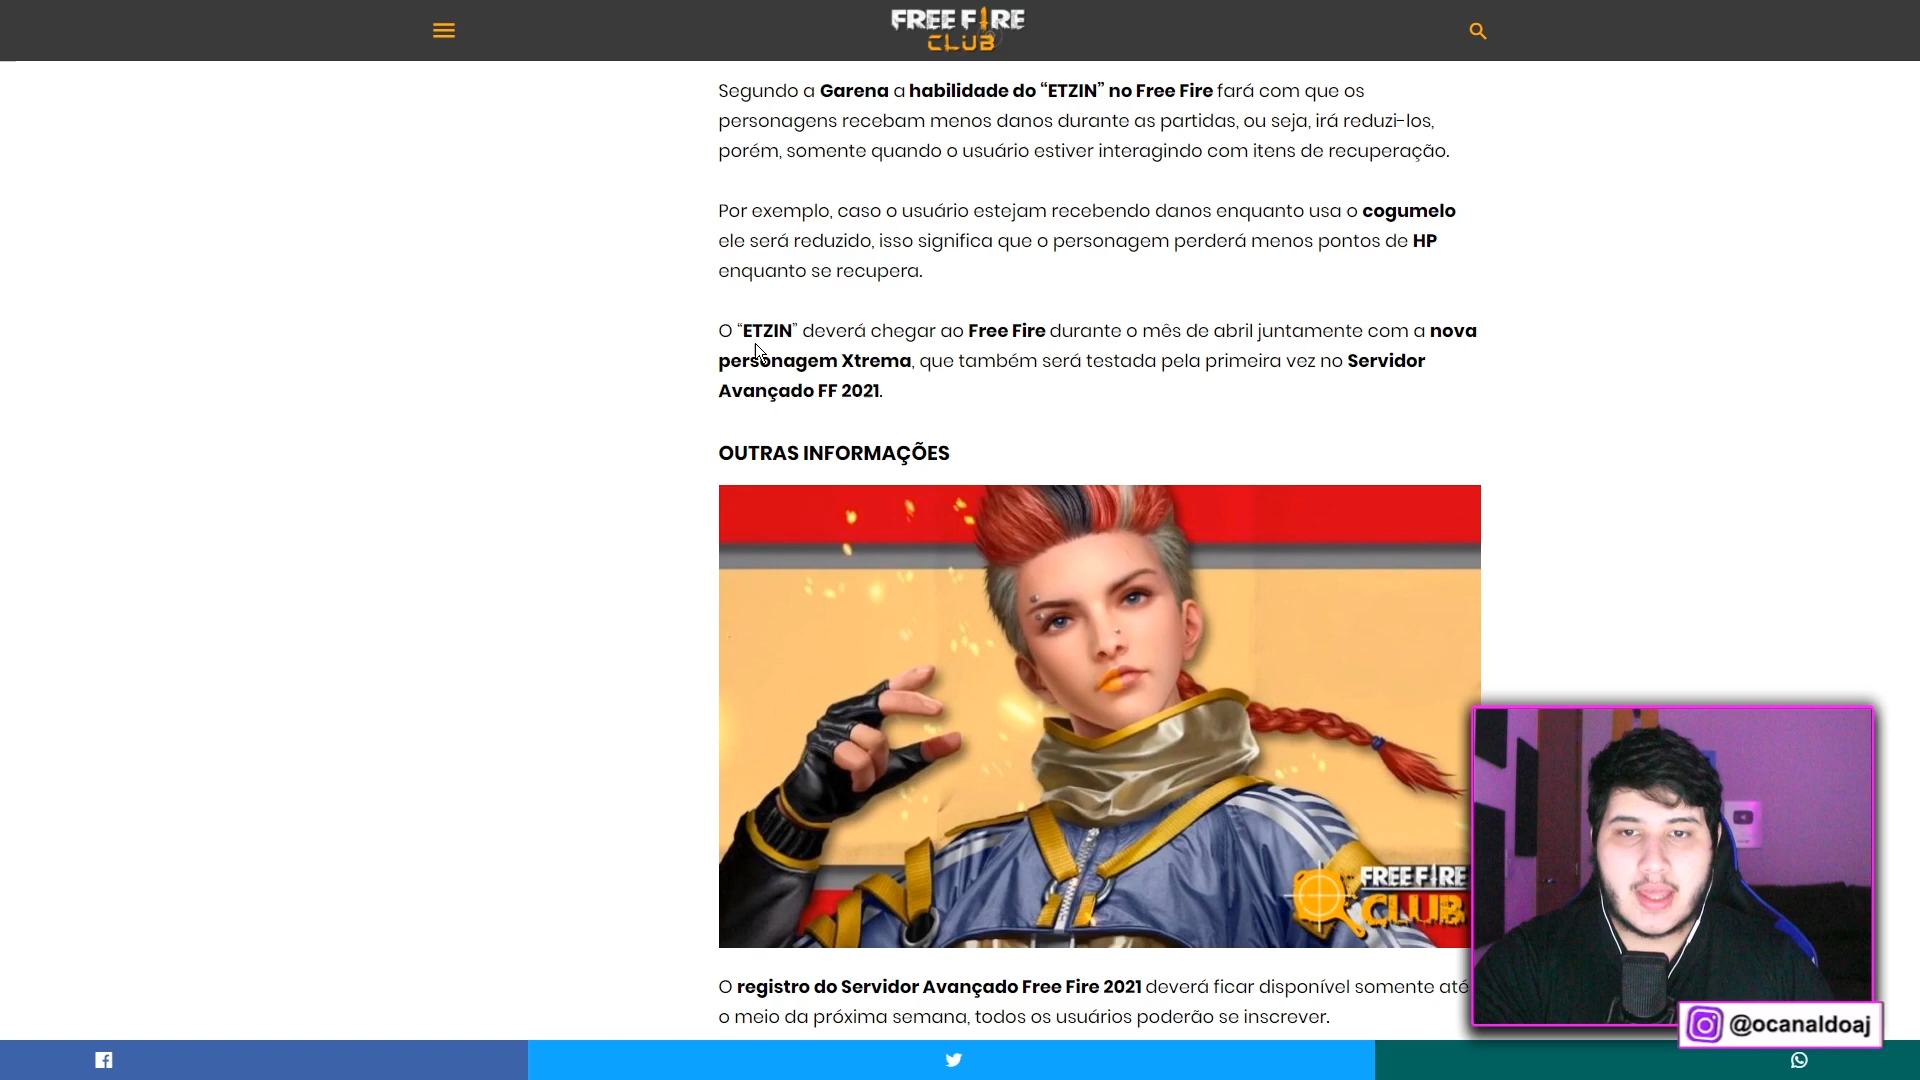 FREE FIRE
CLUB
Segundo a Garena a habilidade do “ETZIN” no Free Fire fará com que os
personagens recebam menos danos durante as partidas, ou seja, irá reduzi-los,
porém, somente quando o usuário estiver interagindo com itens de recuperação.
Por exemplo, caso o usuário estejam recebendo danos enquanto usa o cogumelo
ele será reduzido, isso significa que o personagem perderá menos pontos de HP
enquanto se recupera.
O “ETZIN” deverá chegar ao Free Fire durante o mês de abril juntamente com a nova
personagem Xtrema, que também será testada pela primeira vez no Servidor
Avançado FF 2021.
OUTRAS INFORMAÇÕES
FREE FIRE
CLUB
O registro do Servidor Avançado Free Fire 2021 deverá ficar disponível somente até
o meio da próxima semana, todos os usuários poderão se inscrever.
@ocanaldoaj